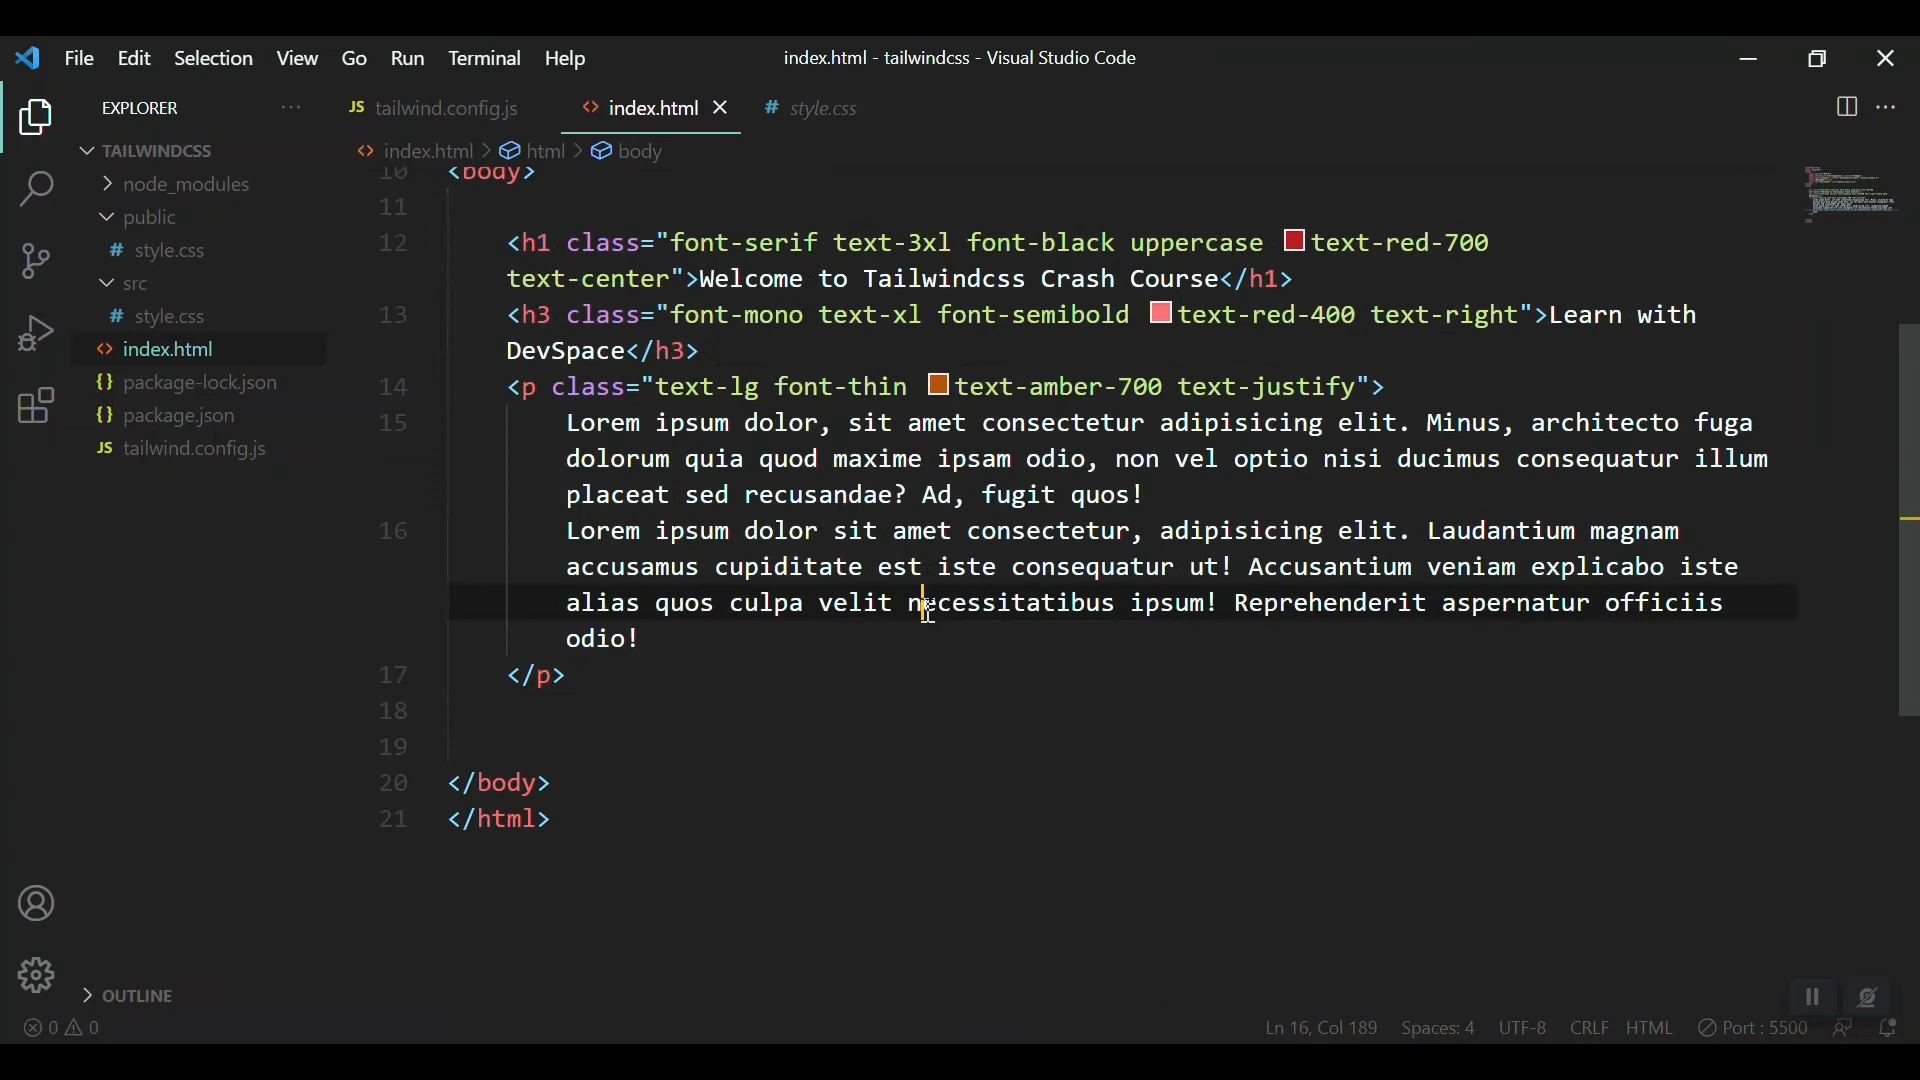 File Edit Selection View Go Run Terminal Help
index.html - tailwindcss - Visual Studio Code
EXPLORER
JS tailwind.config.js
<> index.html
# style.css
TAILWINDCSS
<> index.html > html > body
node_modules
public
# style.css
src
# style.css
<> index.html
{} package-lock.json
{} package.json
JS tailwind.config.js
10 <body>
11
12 <h1 class="font-serif text-3xl font-black uppercase text-red-700
text-center">Welcome to Tailwindcss Crash Course</h1>
13 <h3 class="font-mono text-xl font-semibold text-red-400 text-right">Learn with
DevSpace</h3>
14 <p class="text-lg font-thin text-amber-700 text-justify">
15 Lorem ipsum dolor, sit amet consectetur adipisicing elit. Minus, architecto fuga
dolorum quia quod maxime ipsam odio, non vel optio nisi ducimus consequatur illum
placeat sed recusandae? Ad, fugit quos!
16 Lorem ipsum dolor sit amet consectetur, adipisicing elit. Laudantium magnam
accusamus cupiditate est iste consequatur ut! Accusantium veniam explicabo iste
alias quos culpa velit necessitatibus ipsum! Reprehenderit aspernatur officiis
odio!
17 </p>
18
19
20 </body>
21 </html>
OUTLINE
0 0
Ln 16, Col 189 Spaces: 4 UTF-8 CRLF HTML Port : 5500